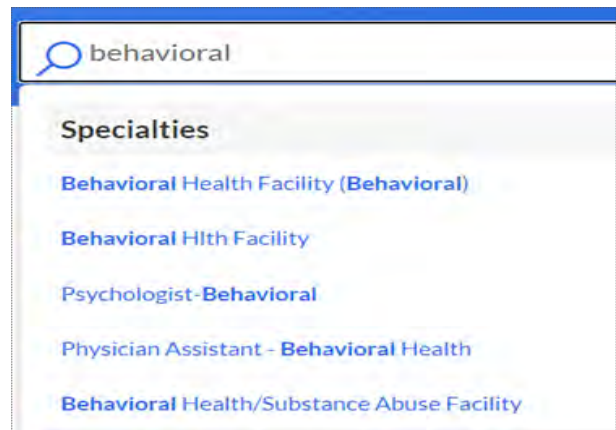 behavioral
Specialties
Behavioral Health Facility (Behavioral)
Behavioral Hlth Facility
Psychologist-Behavioral
Physician Assistant - Behavioral Health
Behavioral Health/Substance Abuse Facility